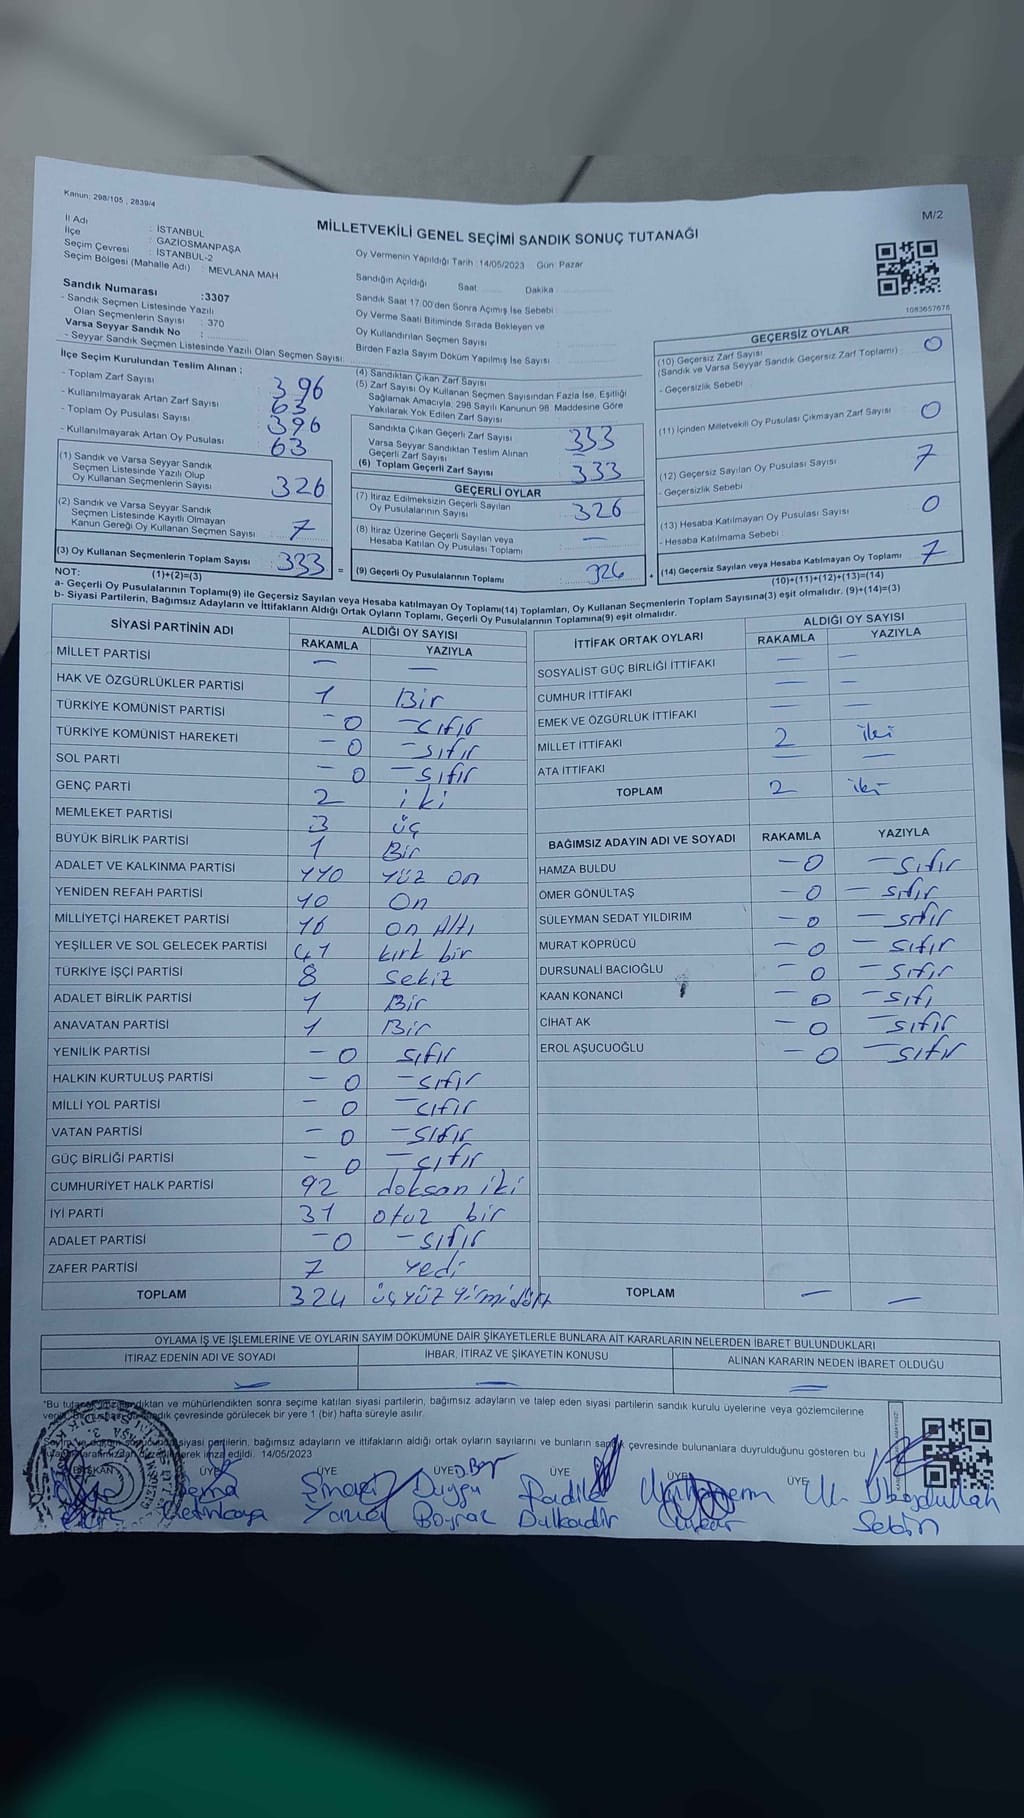 Kanun: 298/105 , 2839/4
M/2
MİLLETVEKİLİ GENEL SEÇİMİ SANDIK SONUÇ TUTANAĞI
İl Adı : İSTANBUL
İlçe : GAZİOSMANPAŞA
Seçim Çevresi : İSTANBUL-2
Seçim Bölgesi (Mahalle Adı) : MEVLANA MAH
Oy Vermenin Yapıldığı Tarih :14/05/2023 Gün: Pazar
Sandığın Açıldığı Saat Dakika
Sandık Saat 17.00'den Sonra Açımış İse Sebebi
Oy Verme Saati Bitiminde Sırada Bekleyen ve
Oy Kullandırılan Seçmen Sayısı
Birden Fazla Sayım Döküm Yapılmış İse Sayısı
1083657676
Sandık Numarası :3307
- Sandık Seçmen Listesinde Yazılı
Olan Seçmenlerin Sayısı : 370
Varsa Seyyar Sandık No :
- Seyyar Sandık Seçmen Listesinde Yazılı Olan Seçmen Sayısı
İlçe Seçim Kurulundan Teslim Alınan :
- Toplam Zarf Sayısı : 396
- Kullanılmayarak Artan Zarf Sayısı : 63
- Toplam Oy Pusulası Sayısı : 396
- Kullanılmayarak Artan Oy Pusulası : 63
(1) Sandık ve Varsa Seyyar Sandık
Seçmen Listesinde Yazılı Olup
Oy Kullanan Seçmenlerin Sayısı : 326
(2) Sandık ve Varsa Seyyar Sandık
Seçmen Listesinde Kayıtlı Olmayan
Kanun Gereği Oy Kullanan Seçmen Sayısı : 7
(3) Oy Kullanan Seçmenlerin Toplam Sayısı : 333 =
(1)+(2)=(3)
(4) Sandıktan Çıkan Zarf Sayısı
(5) Zarf Sayısı Oy Kullanan Seçmen Sayısından Fazla İse, Eşitliği
Sağlamak Amacıyla, 298 Sayılı Kanunun 98. Maddesine Göre
Yakılarak Yok Edilen Zarf Sayısı
Sandıkta Çıkan Geçerli Zarf Sayısı 333
Varsa Seyyar Sandıktan Teslim Alınan
Geçerli Zarf Sayısı
(6) Toplam Geçerli Zarf Sayısı 333
GEÇERLİ OYLAR
(7) İtiraz Edilmeksizin Geçerli Sayılan
Oy Pusulalarının Sayısı : 326
(8) İtiraz Üzerine Geçerli Sayılan veya
Hesaba Katılan Oy Pusulası Toplamı : —
(9) Geçerli Oy Pusulalarının Toplamı : 326 +
GEÇERSİZ OYLAR
(10) Geçersiz Zarf Sayısı
(Sandık ve Varsa Seyyar Sandık Geçersiz Zarf Toplamı) : 0
- Geçersizlik Sebebi
(11) İçinden Milletvekili Oy Pusulası Çıkmayan Zarf Sayısı 0
(12) Geçersiz Sayılan Oy Pusulası Sayısı : 7
- Geçersizlik Sebebi
(13) Hesaba Katılmayan Oy Pusulası Sayısı : 0
- Hesaba Katılmama Sebebi :
(14) Geçersiz Sayılan veya Hesaba Katılmayan Oy Toplamı 7
(10)+(11)+(12)+(13)=(14)
NOT:
a- Geçerli Oy Pusulalarının Toplamı(9) ile Geçersiz Sayılan veya Hesaba katılmayan Oy Toplamı(14) Toplamları, Oy Kullanan Seçmenlerin Toplam Sayısına(3) eşit olmalıdır. (9)+(14)=(3)
b- Siyasi Partilerin, Bağımsız Adayların ve İttifakların Aldığı Ortak Oyların Toplamı, Geçerli Oy Pusulalarının Toplamına(9) eşit olmalıdır.
SİYASİ PARTİNİN ADI ALDIĞI OY SAYISI
RAKAMLA YAZIYLA
MİLLET PARTİSİ — —
HAK VE ÖZGÜRLÜKLER PARTİSİ 1 Bir
TÜRKİYE KOMÜNİST PARTİSİ - 0 - sıfır
TÜRKİYE KOMÜNİST HAREKETİ - 0 - sıfır
SOL PARTİ - 0 - sıfır
GENÇ PARTİ 2 iki
MEMLEKET PARTİSİ 3 üç
BÜYÜK BİRLİK PARTİSİ 1 Bir
ADALET VE KALKINMA PARTİSİ 110 yüz on
YENİDEN REFAH PARTİSİ 10 On
MİLLİYETÇİ HAREKET PARTİSİ 16 on Altı
YEŞİLLER VE SOL GELECEK PARTİSİ 41 kırk bir
TÜRKİYE İŞÇİ PARTİSİ 8 sekiz
ADALET BİRLİK PARTİSİ 1 Bir
ANAVATAN PARTİSİ 1 Bir
YENİLİK PARTİSİ - 0 sıfır
HALKIN KURTULUŞ PARTİSİ - 0 - sıfır
MİLLİ YOL PARTİSİ - 0 - sıfır
VATAN PARTİSİ - 0 - sıfır
GÜÇ BİRLİĞİ PARTİSİ - 0 - sıfır
CUMHURİYET HALK PARTİSİ 92 doksan iki
İYİ PARTİ 31 otuz bir
ADALET PARTİSİ - 0 - sıfır
ZAFER PARTİSİ 7 yedi
TOPLAM 324 üçyüz yirmidört
İTTİFAK ORTAK OYLARI ALDIĞI OY SAYISI
RAKAMLA YAZIYLA
SOSYALİST GÜÇ BİRLİĞİ İTTİFAKI — —
CUMHUR İTTİFAKI — —
EMEK VE ÖZGÜRLÜK İTTİFAKI — —
MİLLET İTTİFAKI 2 iki
ATA İTTİFAKI — —
TOPLAM 2 iki
BAĞIMSIZ ADAYIN ADI VE SOYADI RAKAMLA YAZIYLA
HAMZA BULDU - 0 - sıfır
ÖMER GÖNÜLTAŞ - 0 - sıfır
SÜLEYMAN SEDAT YILDIRIM - 0 - sıfır
MURAT KÖPRÜCÜ - 0 - sıfır
DURSUNALİ BACIOĞLU - 0 - sıfır
KAAN KONANCİ - 0 - sıfı
CİHAT AK - 0 - sıfır
EROL AŞUCUOĞLU - 0 - sıfır
TOPLAM — —
OYLAMA İŞ VE İŞLEMLERİNE VE OYLARIN SAYIM DÖKÜMÜNE DAİR ŞİKAYETLERLE BUNLARA AİT KARARLARIN NELERDEN İBARET BULUNDUKLARI
İTİRAZ EDENİN ADI VE SOYADI İHBAR, İTİRAZ VE ŞİKAYETİN KONUSU ALINAN KARARIN NEDEN İBARET OLDUĞU
— — —
*Bu imzalandıktan ve mühürlendikten sonra seçime katılan siyasi partilerin, bağımsız adayların ve talep eden siyasi partilerin sandık kurulu üyelerine veya gözlemcilerine
çevresinde görülecek bir yere 1 (bir) hafta süreyle asılır.
siyasi partilerin, bağımsız adayların ve ittifakların aldığı ortak oyların sayılarını ve bunların sandık çevresinde bulunanlara duyrulduğunu gösteren bu
imza edildi. 14/05/2023
BAŞKAN ÜYE ÜYE ÜYE ÜYE ÜYE ÜYE
Sema Duygu Fadile
Çetinkaya Bayrak Dulkadir Sebin